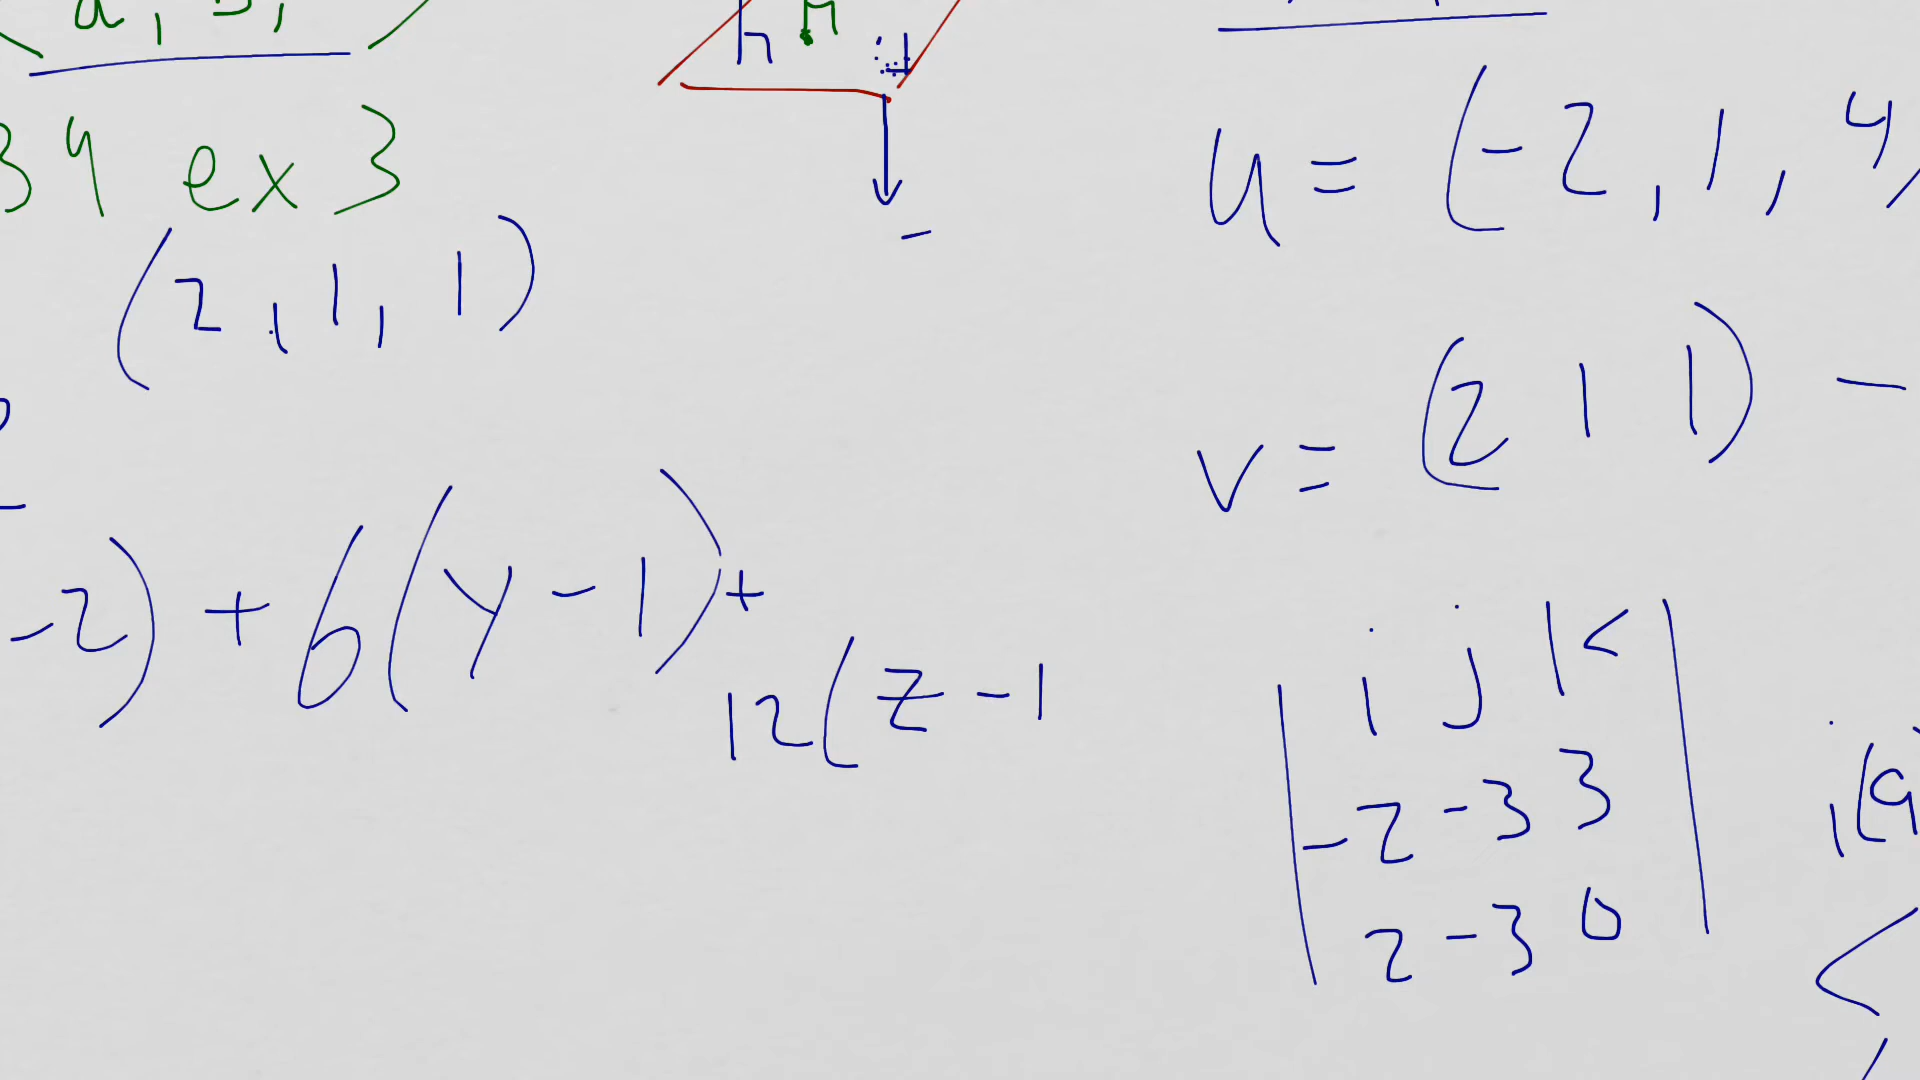 34 ex 3
(2, 1, 1)
-2) + 6(y - 1) +
12(z - 1
u = (-2, 1, 4)
v = (2 1 1) -
| i j k |
| -2 -3 3 |
| 2 -3 0 |